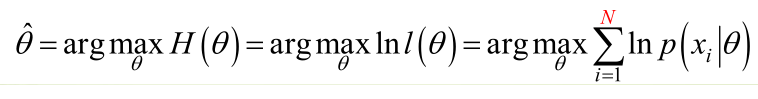 θ̂ = arg max_θ H(θ) = arg max_θ ln l(θ) = arg max_θ ∑_{i=1}^{N} ln p(x_i|θ)